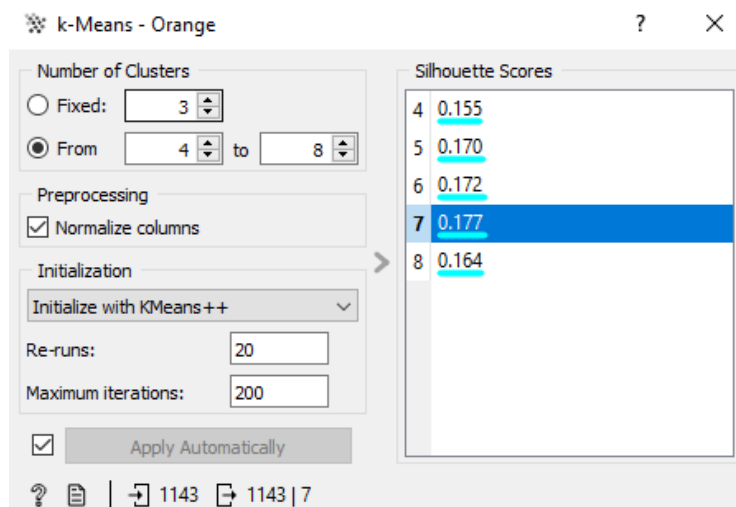 k-Means - Orange ? ×
Number of Clusters
Fixed: 3
From 4 to 8
Preprocessing
Normalize columns
Initialization
Initialize with KMeans++
Re-runs: 20
Maximum iterations: 200
Apply Automatically
? 1143 1143 | 7
Silhouette Scores
4 0.155
5 0.170
6 0.172
7 0.177
8 0.164